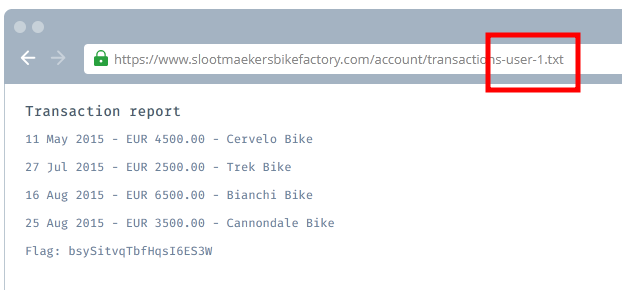 https://www.slootmaekersbikefactory.com/account/transactions-user-1.txt
Transaction report
11 May 2015 - EUR 4500.00 - Cervelo Bike
27 Jul 2015 - EUR 2500.00 - Trek Bike
16 Aug 2015 - EUR 6500.00 - Bianchi Bike
25 Aug 2015 - EUR 3500.00 - Cannondale Bike
Flag: bsySitvqTbfHqsI6ES3W